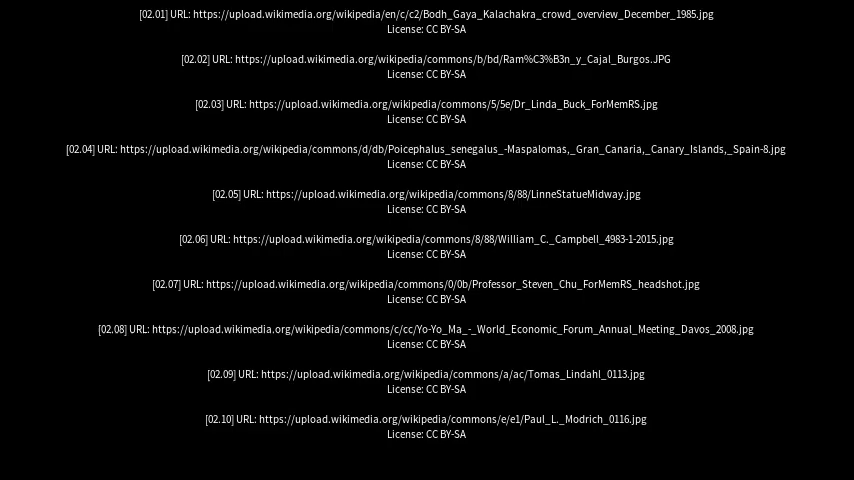 [02.01] URL: https://upload.wikimedia.org/wikipedia/en/c/c2/Bodh_Gaya_Kalachakra_crowd_overview_December_1985.jpg
License: CC BY-SA
[02.02] URL: https://upload.wikimedia.org/wikipedia/commons/b/bd/Ram%C3%B3n_y_Cajal_Burgos.JPG
License: CC BY-SA
[02.03] URL: https://upload.wikimedia.org/wikipedia/commons/5/5e/Dr_Linda_Buck_ForMemRS.jpg
License: CC BY-SA
[02.04] URL: https://upload.wikimedia.org/wikipedia/commons/d/db/Poicephalus_senegalus_-Maspalomas,_Gran_Canaria,_Canary_Islands,_Spain-8.jpg
License: CC BY-SA
[02.05] URL: https://upload.wikimedia.org/wikipedia/commons/8/88/LinneStatueMidway.jpg
License: CC BY-SA
[02.06] URL: https://upload.wikimedia.org/wikipedia/commons/8/88/William_C._Campbell_4983-1-2015.jpg
License: CC BY-SA
[02.07] URL: https://upload.wikimedia.org/wikipedia/commons/0/0b/Professor_Steven_Chu_ForMemRS_headshot.jpg
License: CC BY-SA
[02.08] URL: https://upload.wikimedia.org/wikipedia/commons/c/cc/Yo-Yo_Ma_-_World_Economic_Forum_Annual_Meeting_Davos_2008.jpg
License: CC BY-SA
[02.09] URL: https://upload.wikimedia.org/wikipedia/commons/a/ac/Tomas_Lindahl_0113.jpg
License: CC BY-SA
[02.10] URL: https://upload.wikimedia.org/wikipedia/commons/e/e1/Paul_L._Modrich_0116.jpg
License: CC BY-SA